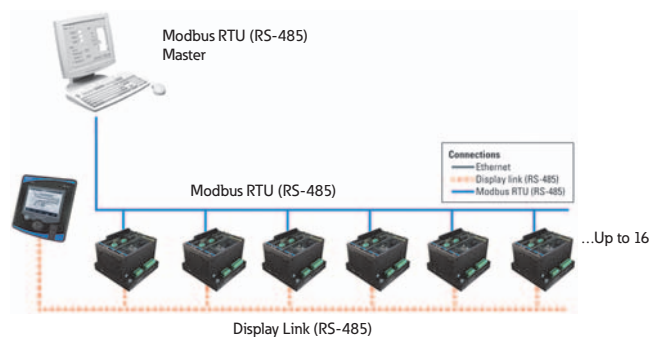 Modbus RTU (RS-485)
Master
Connections
Ethernet
Display link (RS-485)
Modbus RTU (RS-485)
Modbus RTU (RS-485)
...Up to 16
Display Link (RS-485)